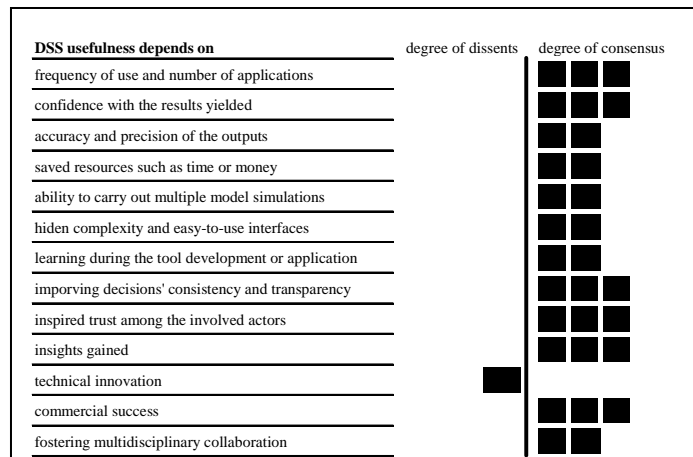 DSS usefulness depends on degree of dissents degree of consensus
frequency of use and number of applications
confidence with the results yielded
accuracy and precision of the outputs
saved resources such as time or money
ability to carry out multiple model simulations
hiden complexity and easy-to-use interfaces
learning during the tool development or application
imporving decisions' consistency and transparency
inspired trust among the involved actors
insights gained
technical innovation
commercial success
fostering multidisciplinary collaboration